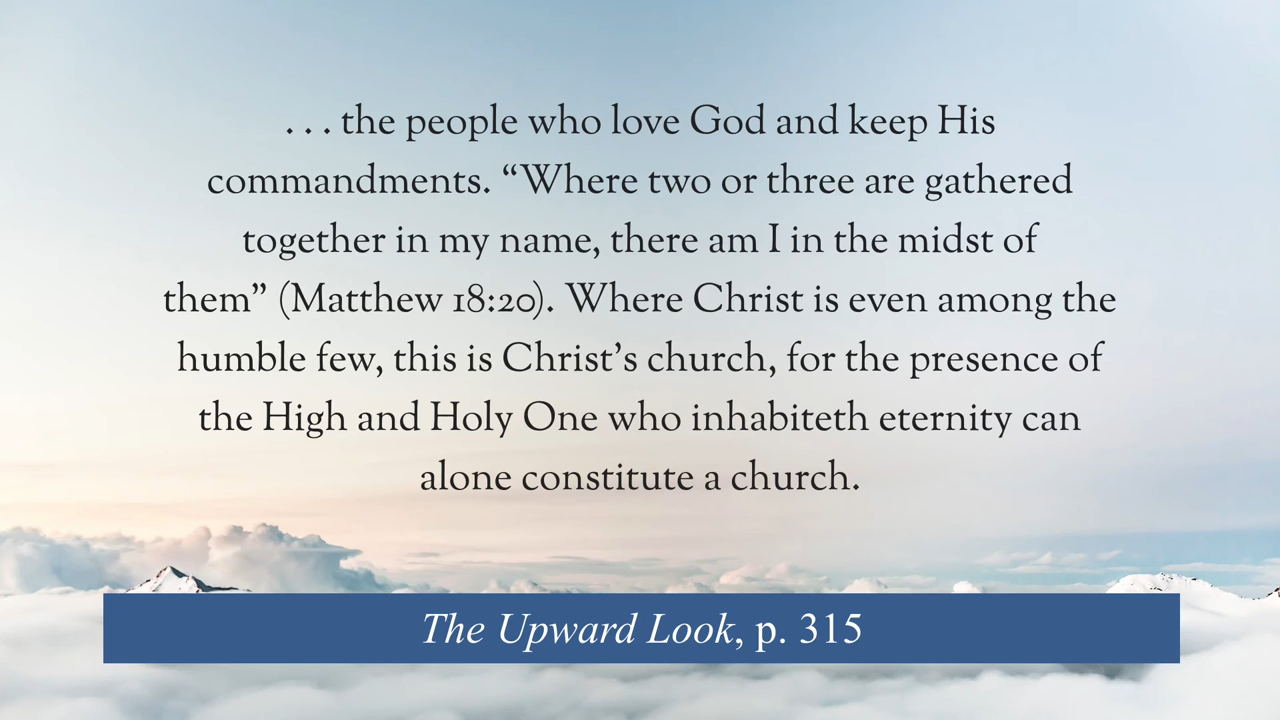 . . . the people who love God and keep His
commandments. “Where two or three are gathered
together in my name, there am I in the midst of
them” (Matthew 18:20). Where Christ is even among the
humble few, this is Christ’s church, for the presence of
the High and Holy One who inhabiteth eternity can
alone constitute a church.
The Upward Look, p. 315